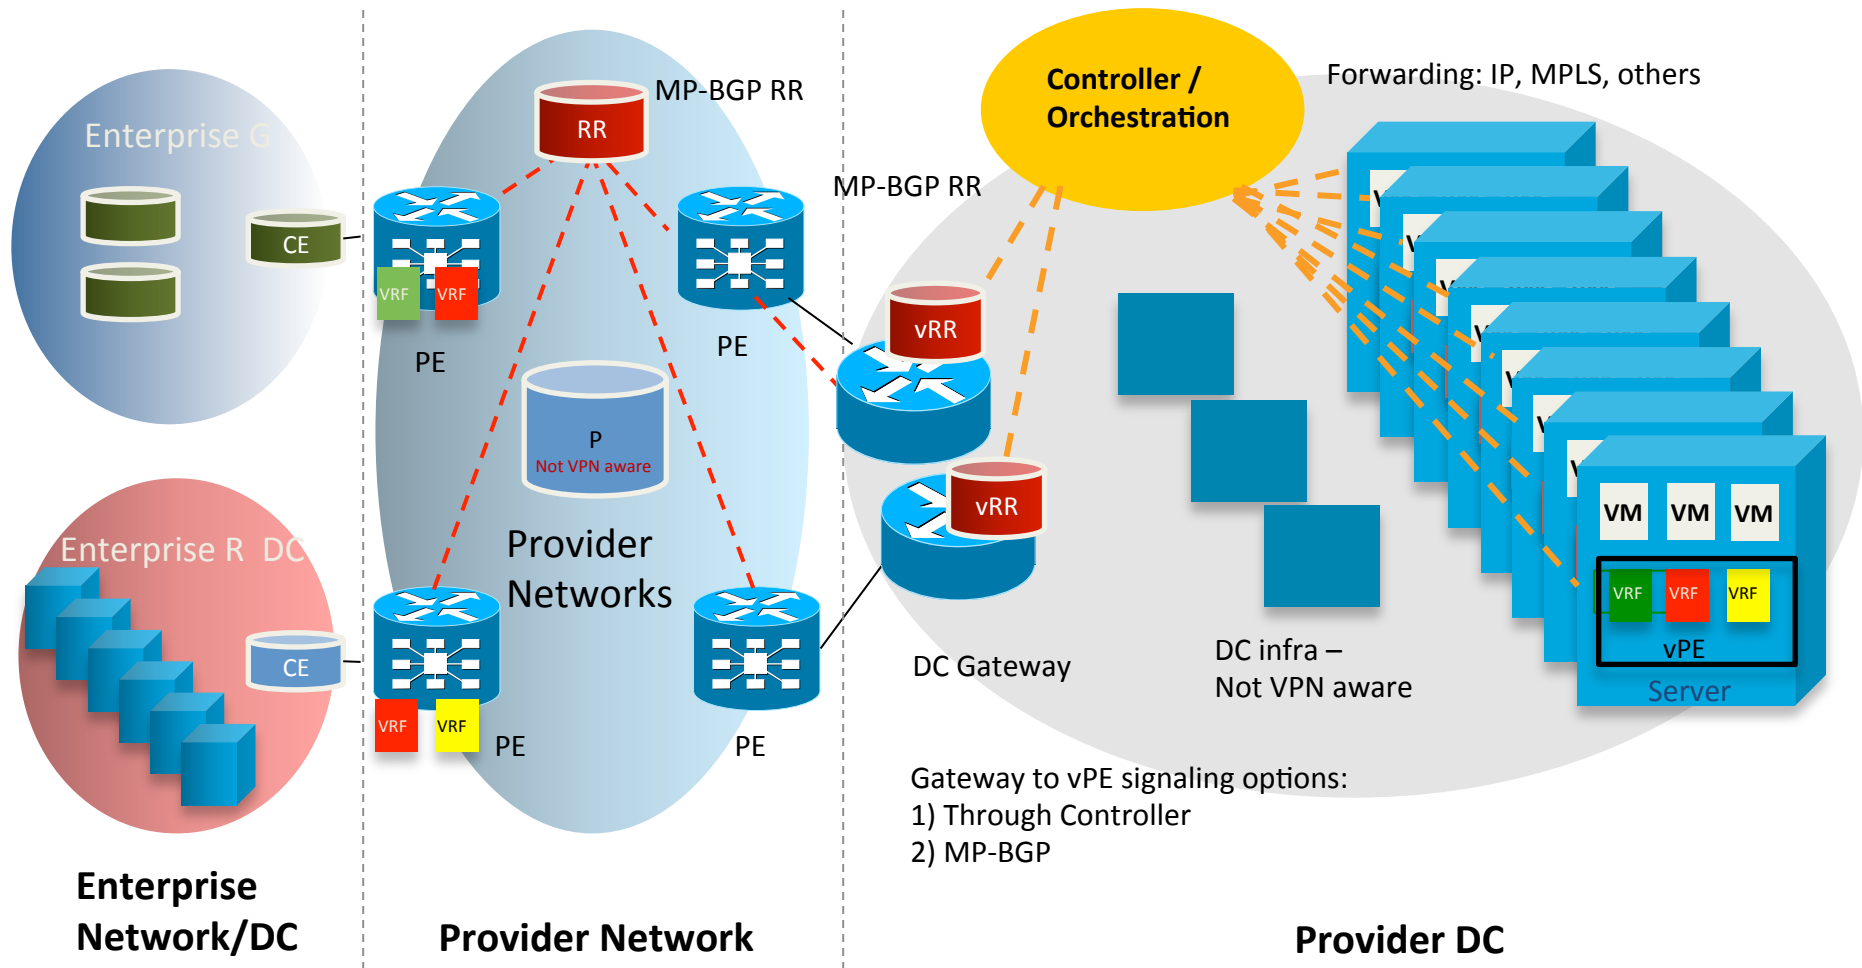 Enterprise G
CE
Enterprise R DC
CE
Enterprise
Network/DC
MP-BGP RR
RR
VRF
VRF
PE
PE
P
Not VPN aware
Provider
Networks
VRF
VRF
PE
PE
Provider Network
Controller /
Orchestration
Forwarding: IP, MPLS, others
MP-BGP RR
vRR
vRR
DC Gateway
DC infra –
Not VPN aware
VM
VM
VM
VRF
VRF
VRF
vPE
Server
Gateway to vPE signaling options:
1) Through Controller
2) MP-BGP
Provider DC